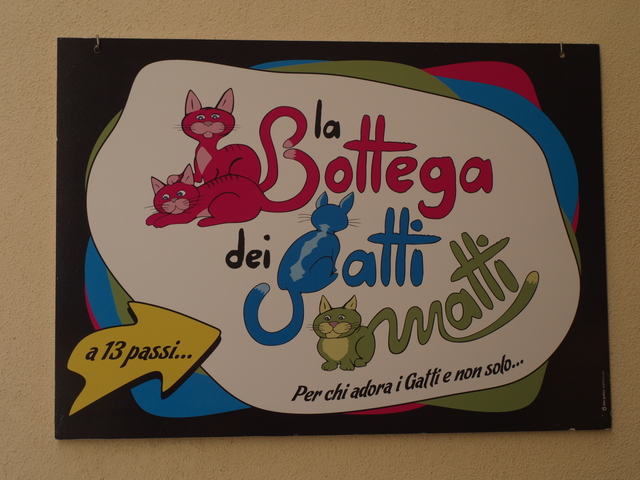 la
Bottega
dei Gatti
matti
a 13 passi...
Per chi adora i Gatti e non solo...